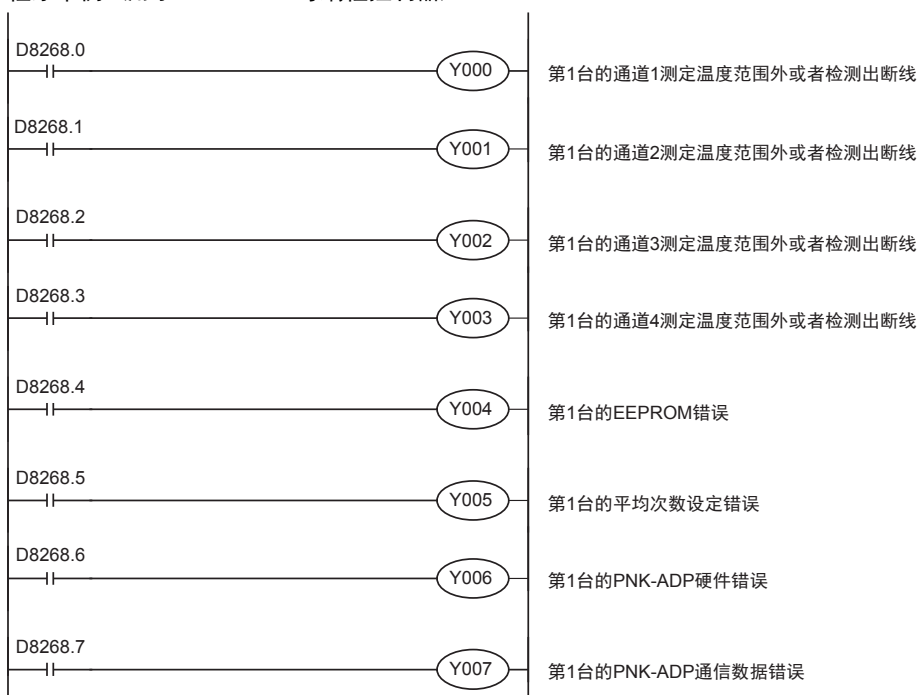 D8268.0
Y000
第1台的通道1测定温度范围外或者检测出断线
D8268.1
Y001
第1台的通道2测定温度范围外或者检测出断线
D8268.2
Y002
第1台的通道3测定温度范围外或者检测出断线
D8268.3
Y003
第1台的通道4测定温度范围外或者检测出断线
D8268.4
Y004
第1台的EEPROM错误
D8268.5
Y005
第1台的平均次数设定错误
D8268.6
Y006
第1台的PNK-ADP硬件错误
D8268.7
Y007
第1台的PNK-ADP通信数据错误